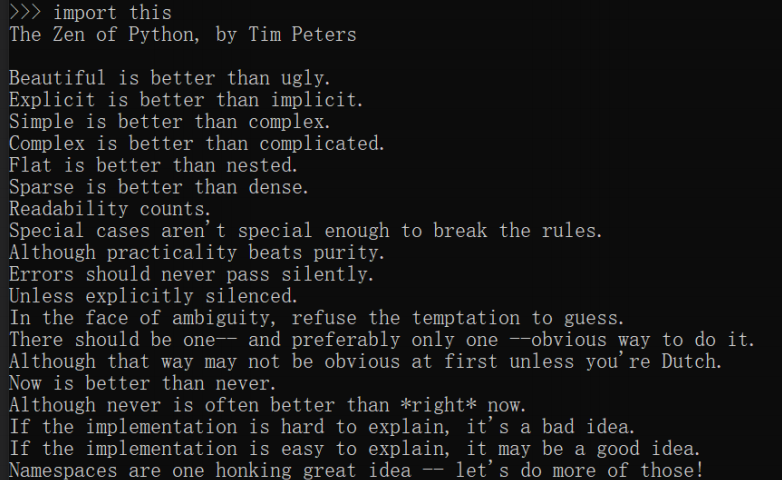 >>> import this
The Zen of Python, by Tim Peters
Beautiful is better than ugly.
Explicit is better than implicit.
Simple is better than complex.
Complex is better than complicated.
Flat is better than nested.
Sparse is better than dense.
Readability counts.
Special cases aren't special enough to break the rules.
Although practicality beats purity.
Errors should never pass silently.
Unless explicitly silenced.
In the face of ambiguity, refuse the temptation to guess.
There should be one-- and preferably only one --obvious way to do it.
Although that way may not be obvious at first unless you're Dutch.
Now is better than never.
Although never is often better than *right* now.
If the implementation is hard to explain, it's a bad idea.
If the implementation is easy to explain, it may be a good idea.
Namespaces are one honking great idea -- let's do more of those!